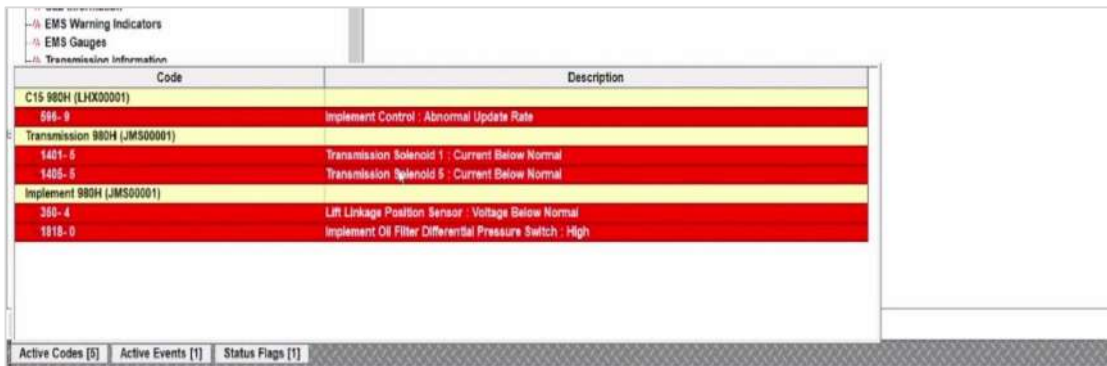 EMS Warning Indicators
EMS Gauges
Transmission Information
Code Description
C15 980H (LHX00001)
596- 9 Implement Control : Abnormal Update Rate
Transmission 980H (JMS00001)
1401- 5 Transmission Solenoid 1 : Current Below Normal
1405- 5 Transmission Solenoid 5 : Current Below Normal
Implement 980H (JMS00001)
350- 4 Lift Linkage Position Sensor : Voltage Below Normal
1818- 0 Implement Oil Filter Differential Pressure Switch : High
Active Codes [5] Active Events [1] Status Flags [1]